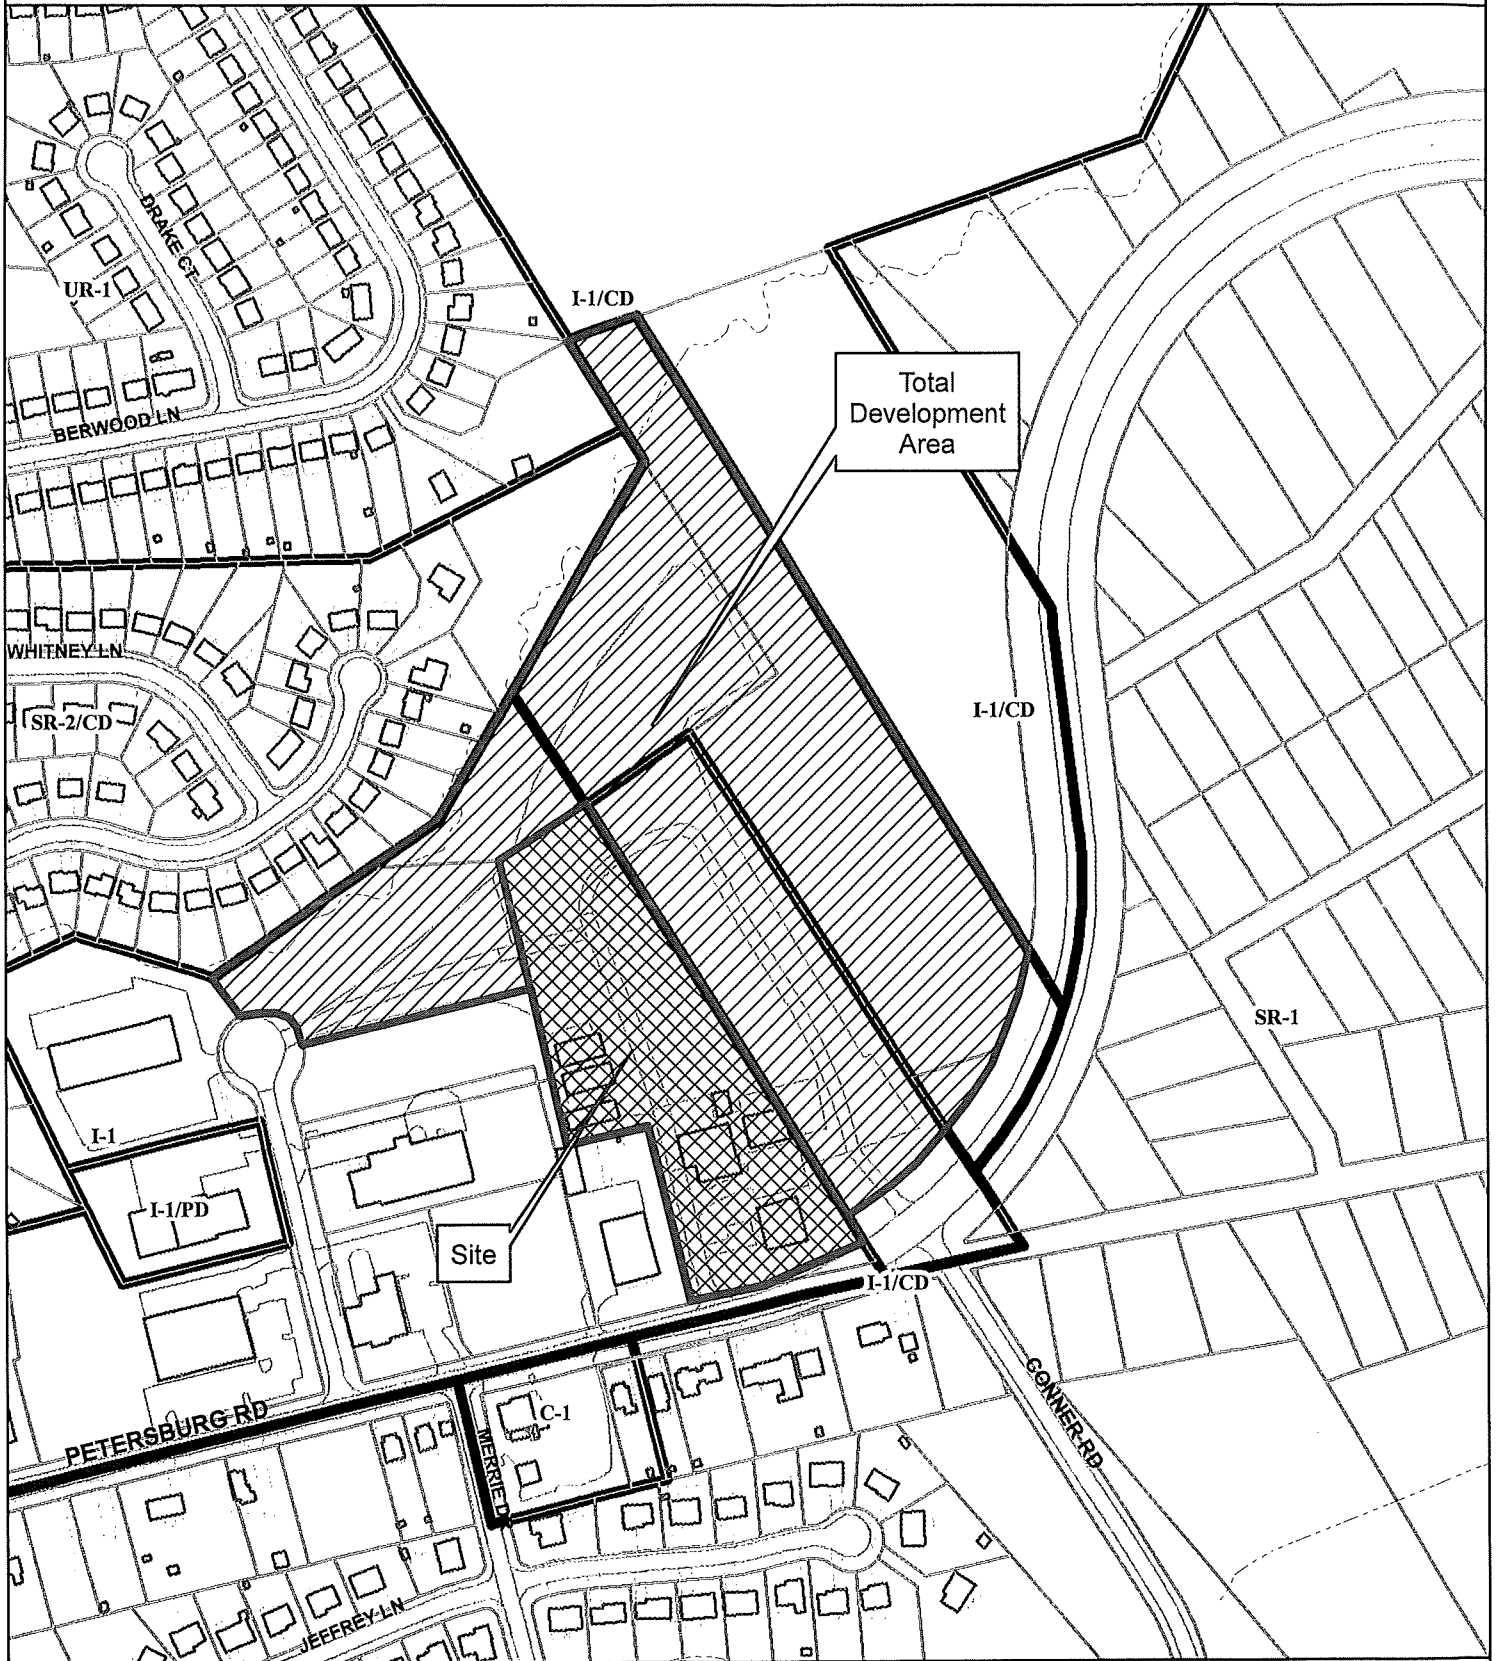 DRAKE CT
UR-1
I-1/CD
Total
Development
Area
BERWOOD LN
WHITNEY LN
SR-2/CD
I-1/CD
SR-1
I-1
I-1/PD
Site
I-1/CD
CONNER RD
C-1
PETERSBURG RD
MERRIE D
JEFFREY LN